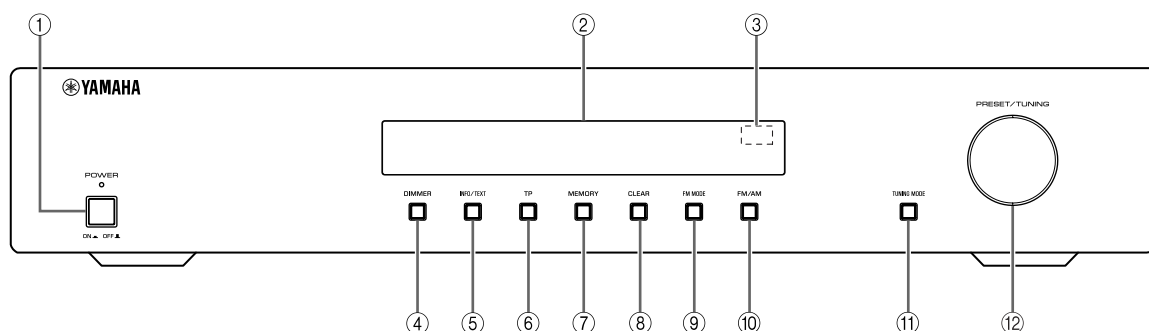 ① ② ③
YAMAHA
PRESET/TUNING
POWER
DIMMER INFO/TEXT TP MEMORY CLEAR FM MODE FM/AM TUNING MODE
ON OFF
④ ⑤ ⑥ ⑦ ⑧ ⑨ ⑩ ⑪ ⑫